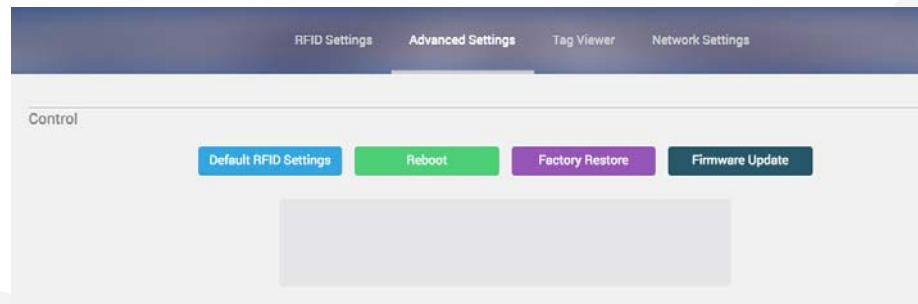 RFID Settings Advanced Settings Tag Viewer Network Settings
Control
Default RFID Settings Reboot Factory Restore Firmware Update